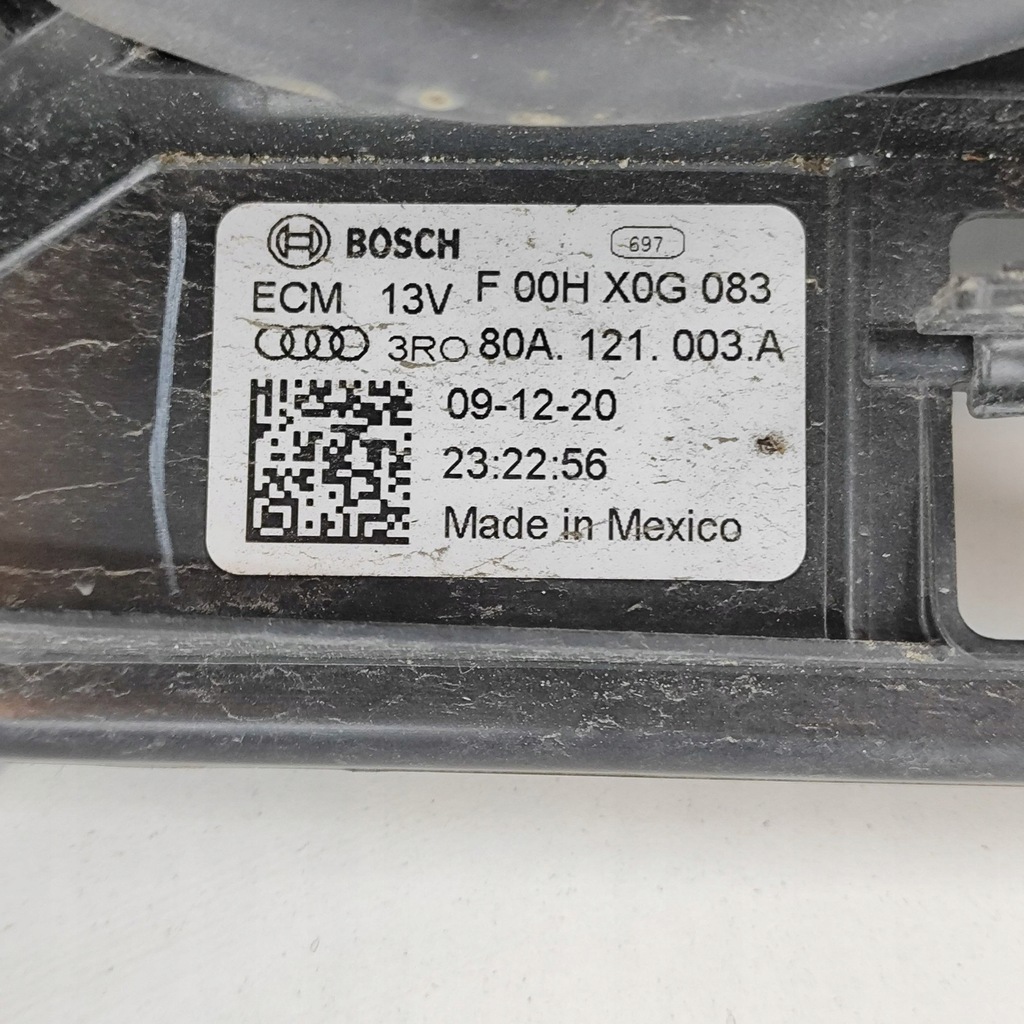 BOSCH 697
ECM 13V F 00H X0G 083
3RO 80A. 121. 003.A
09-12-20
23:22:56
Made in Mexico